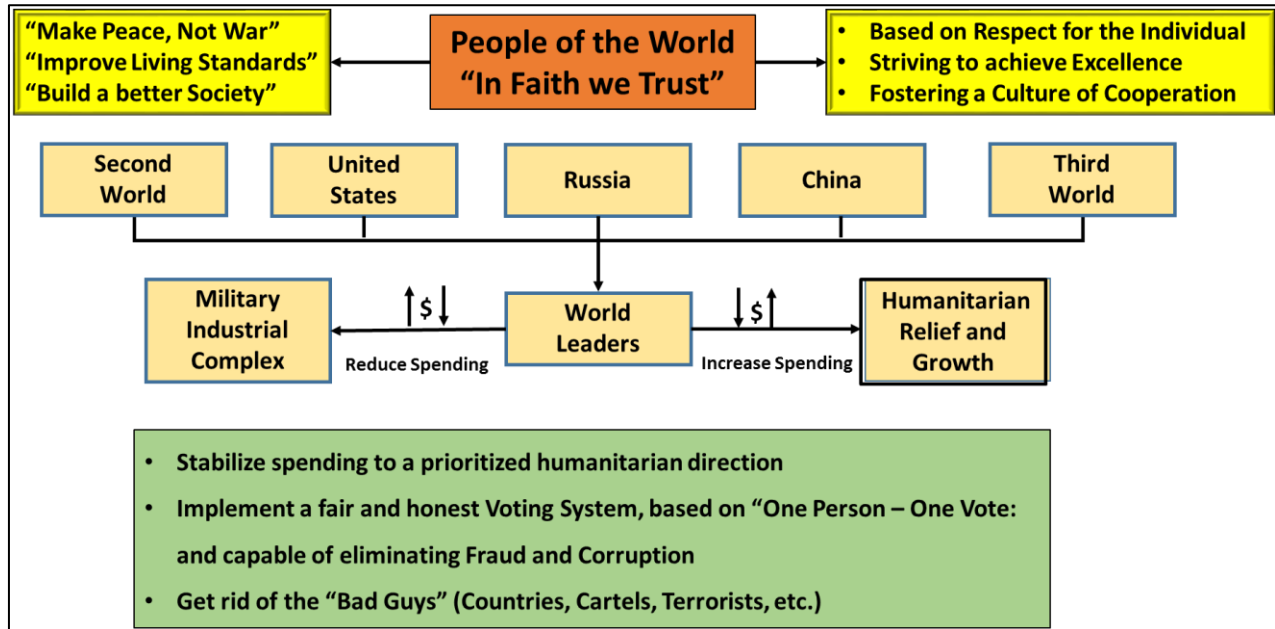 “Make Peace, Not War”
“Improve Living Standards”
“Build a better Society”
People of the World
“In Faith we Trust”
• Based on Respect for the Individual
• Striving to achieve Excellence
• Fostering a Culture of Cooperation
Second
World
United
States
Russia
China
Third
World
Military
Industrial
Complex
$
Reduce Spending
World
Leaders
$
Increase Spending
Humanitarian
Relief and
Growth
• Stabilize spending to a prioritized humanitarian direction
• Implement a fair and honest Voting System, based on “One Person – One Vote:
and capable of eliminating Fraud and Corruption
• Get rid of the “Bad Guys” (Countries, Cartels, Terrorists, etc.)